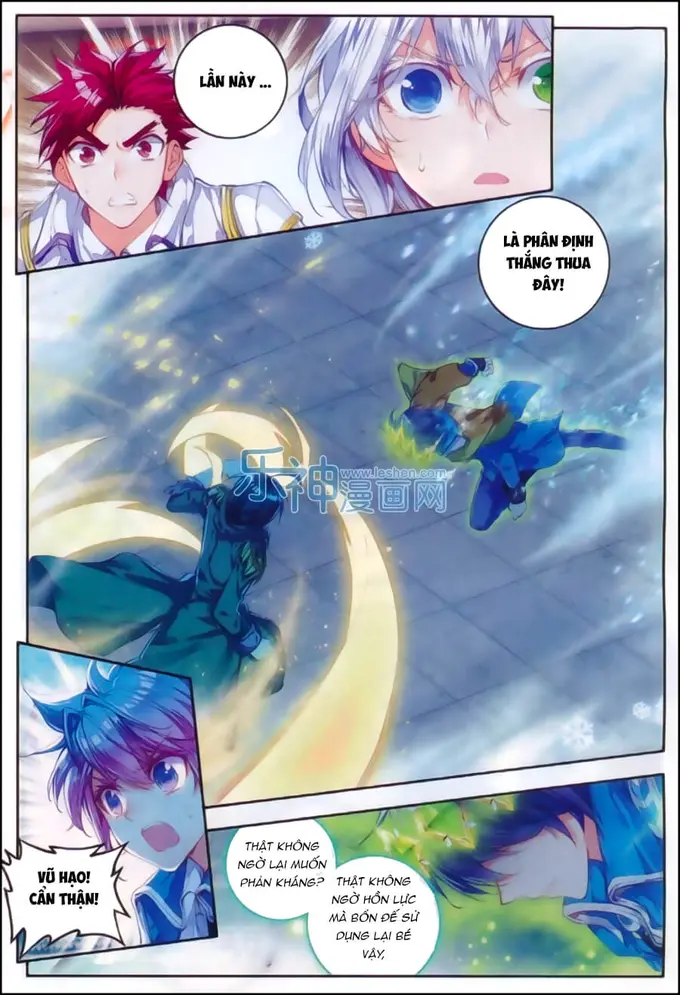 LẦN NÀY ...
LÀ PHÂN ĐỊNH
THẮNG THUA
ĐÂY!
www.leshen.com
乐神漫画网
VŨ HẠO!
CẨN THẬN!
THẬT KHÔNG
NGỜ LẠI MUỐN
PHẢN KHÁNG?
THẬT KHÔNG
NGỜ HỒN LỰC
MÀ BỔN ĐẾ SỬ
DỤNG LẠI BÉ
VẬY,